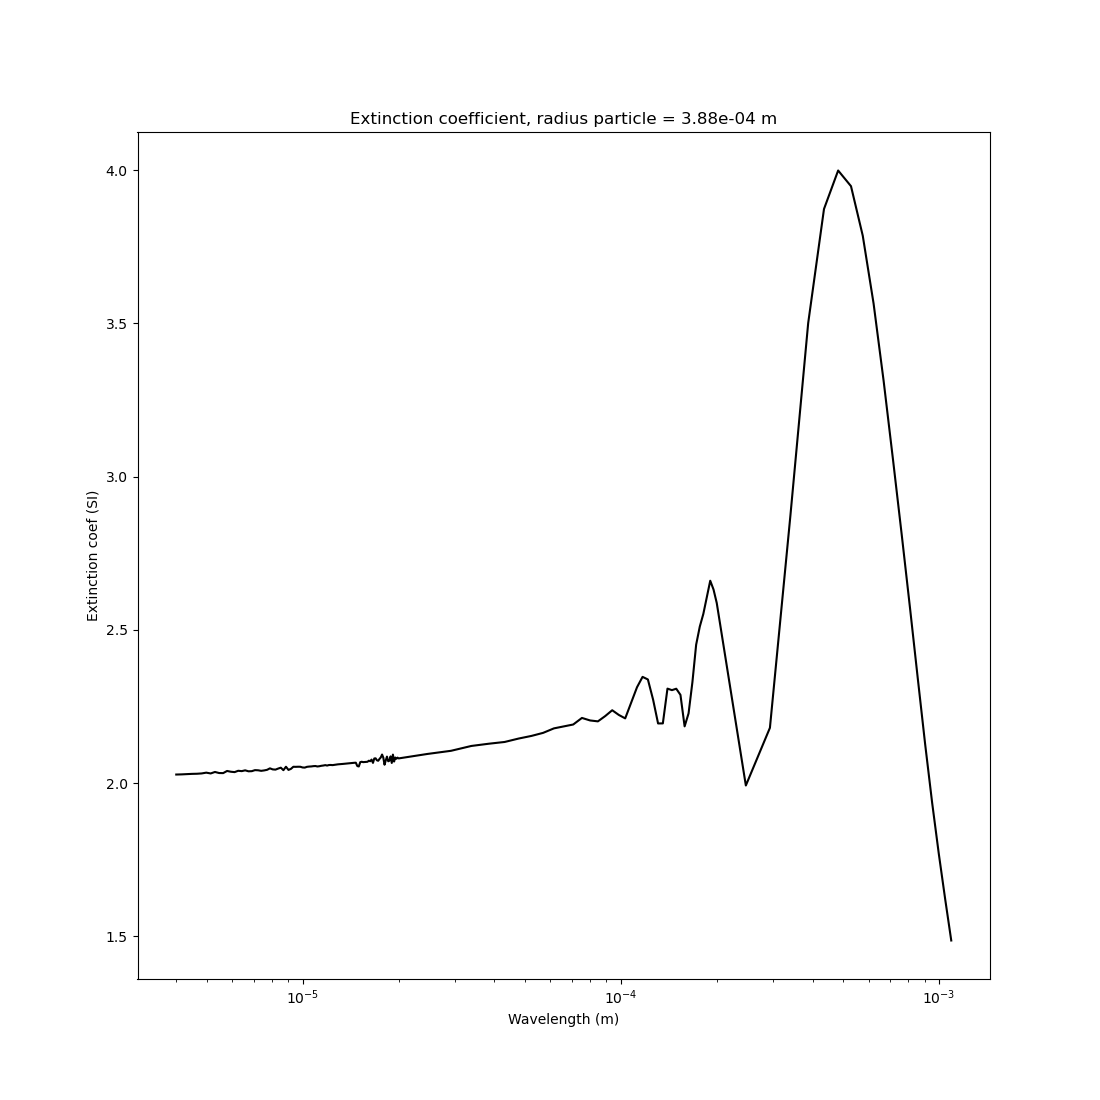 Extinction coefficient, radius particle = 3.88e-04 m
4.0
3.5
3.0
2.5
2.0
1.5
Extinction coef (SI)
10⁻⁵ 10⁻⁴ 10⁻³
Wavelength (m)